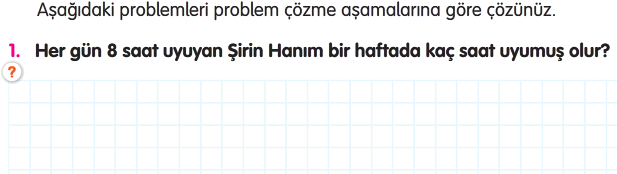 Aşağıdaki problemleri problem çözme aşamalarına göre çözünüz.
1. Her gün 8 saat uyuyan Şirin Hanım bir haftada kaç saat uyumuş olur?
?